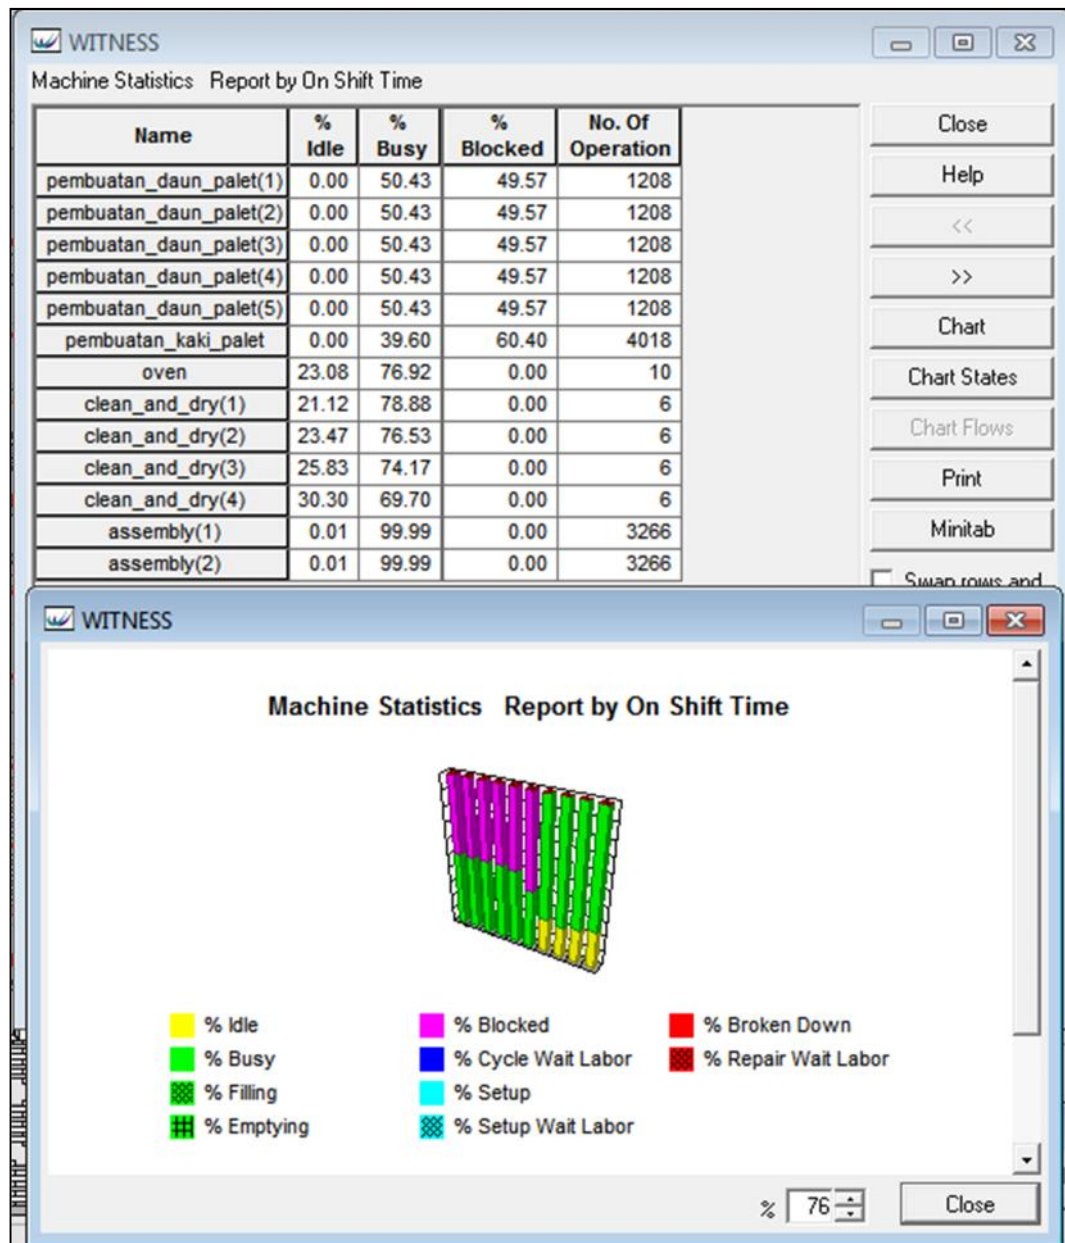 WITNESS
Machine Statistics Report by On Shift Time
Name % Idle % Busy % Blocked No. Of Operation
pembuatan_daun_palet(1) 0.00 50.43 49.57 1208
pembuatan_daun_palet(2) 0.00 50.43 49.57 1208
pembuatan_daun_palet(3) 0.00 50.43 49.57 1208
pembuatan_daun_palet(4) 0.00 50.43 49.57 1208
pembuatan_daun_palet(5) 0.00 50.43 49.57 1208
pembuatan_kaki_palet 0.00 39.60 60.40 4018
oven 23.08 76.92 0.00 10
clean_and_dry(1) 21.12 78.88 0.00 6
clean_and_dry(2) 23.47 76.53 0.00 6
clean_and_dry(3) 25.83 74.17 0.00 6
clean_and_dry(4) 30.30 69.70 0.00 6
assembly(1) 0.01 99.99 0.00 3266
assembly(2) 0.01 99.99 0.00 3266
Close
Help
<<
>>
Chart
Chart States
Chart Flows
Print
Minitab
Swap rows and
WITNESS
Machine Statistics Report by On Shift Time
% Idle % Blocked % Broken Down
% Busy % Cycle Wait Labor % Repair Wait Labor
% Filling % Setup
% Emptying % Setup Wait Labor
% 76 Close